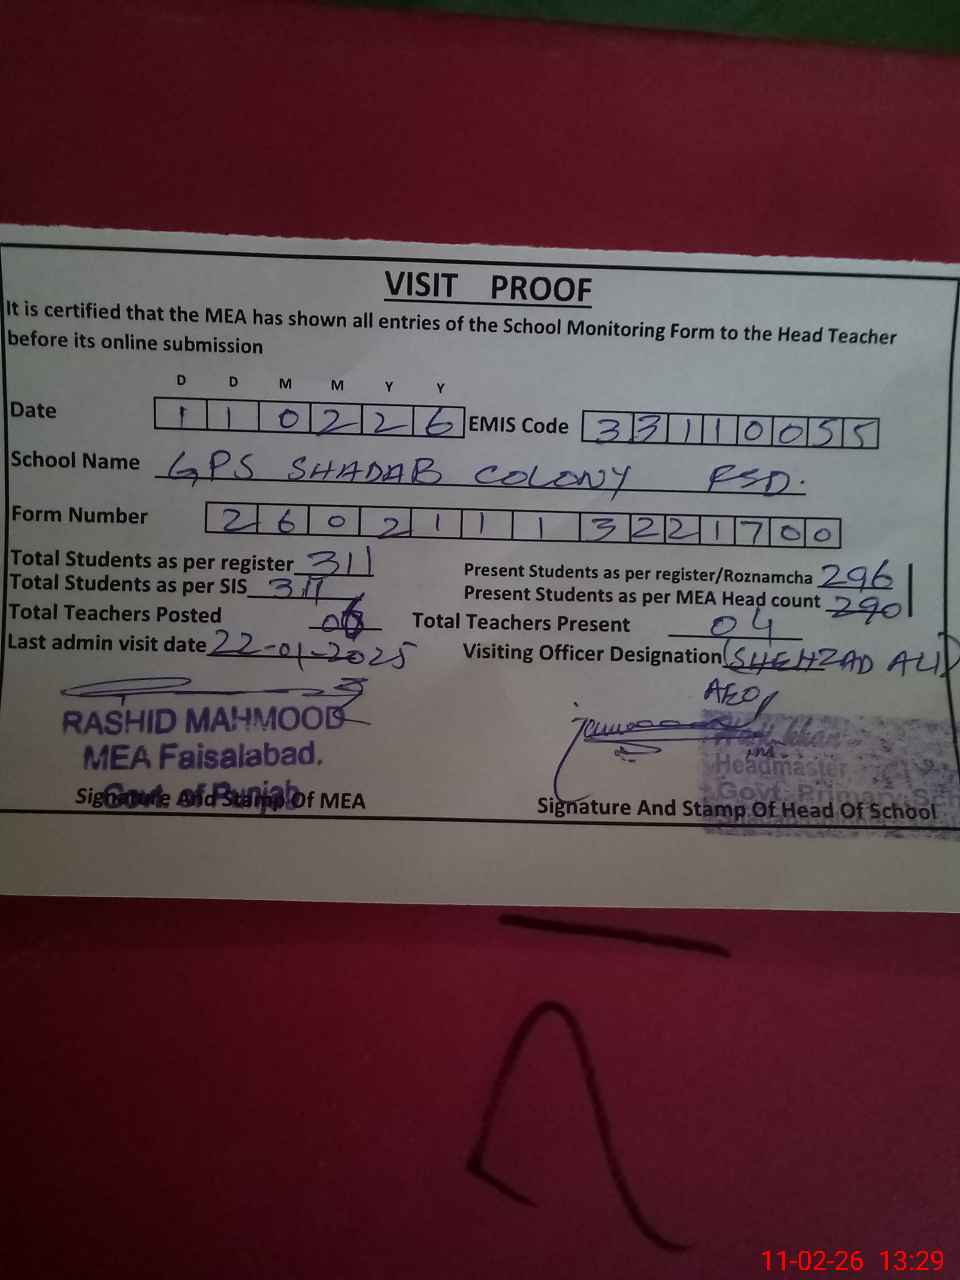 VISIT PROOF
It is certified that the MEA has shown all entries of the School Monitoring Form to the Head Teacher
before its online submission
D D M M Y Y
Date 1 1 0 2 2 6 EMIS Code 3 3 1 1 0 0 5 5
School Name GPS SHADAB COLONY FSD.
Form Number 2 6 0 2 1 1 1 3 2 2 1 7 0 0
Total Students as per register 311 Present Students as per register/Roznamcha 296
Total Students as per SIS 311 Present Students as per MEA Head count 290
Total Teachers Posted Total Teachers Present 04
Last admin visit date 22-01-2025 Visiting Officer Designation (SHEHZAD ALI)
AEO
RASHID MAHMOOD
MEA Faisalabad.
Govt. of Punjab
Headmaster
Govt. Primary
Signature And Stamp Of MEA Signature And Stamp Of Head Of School
11-02-26 13:29